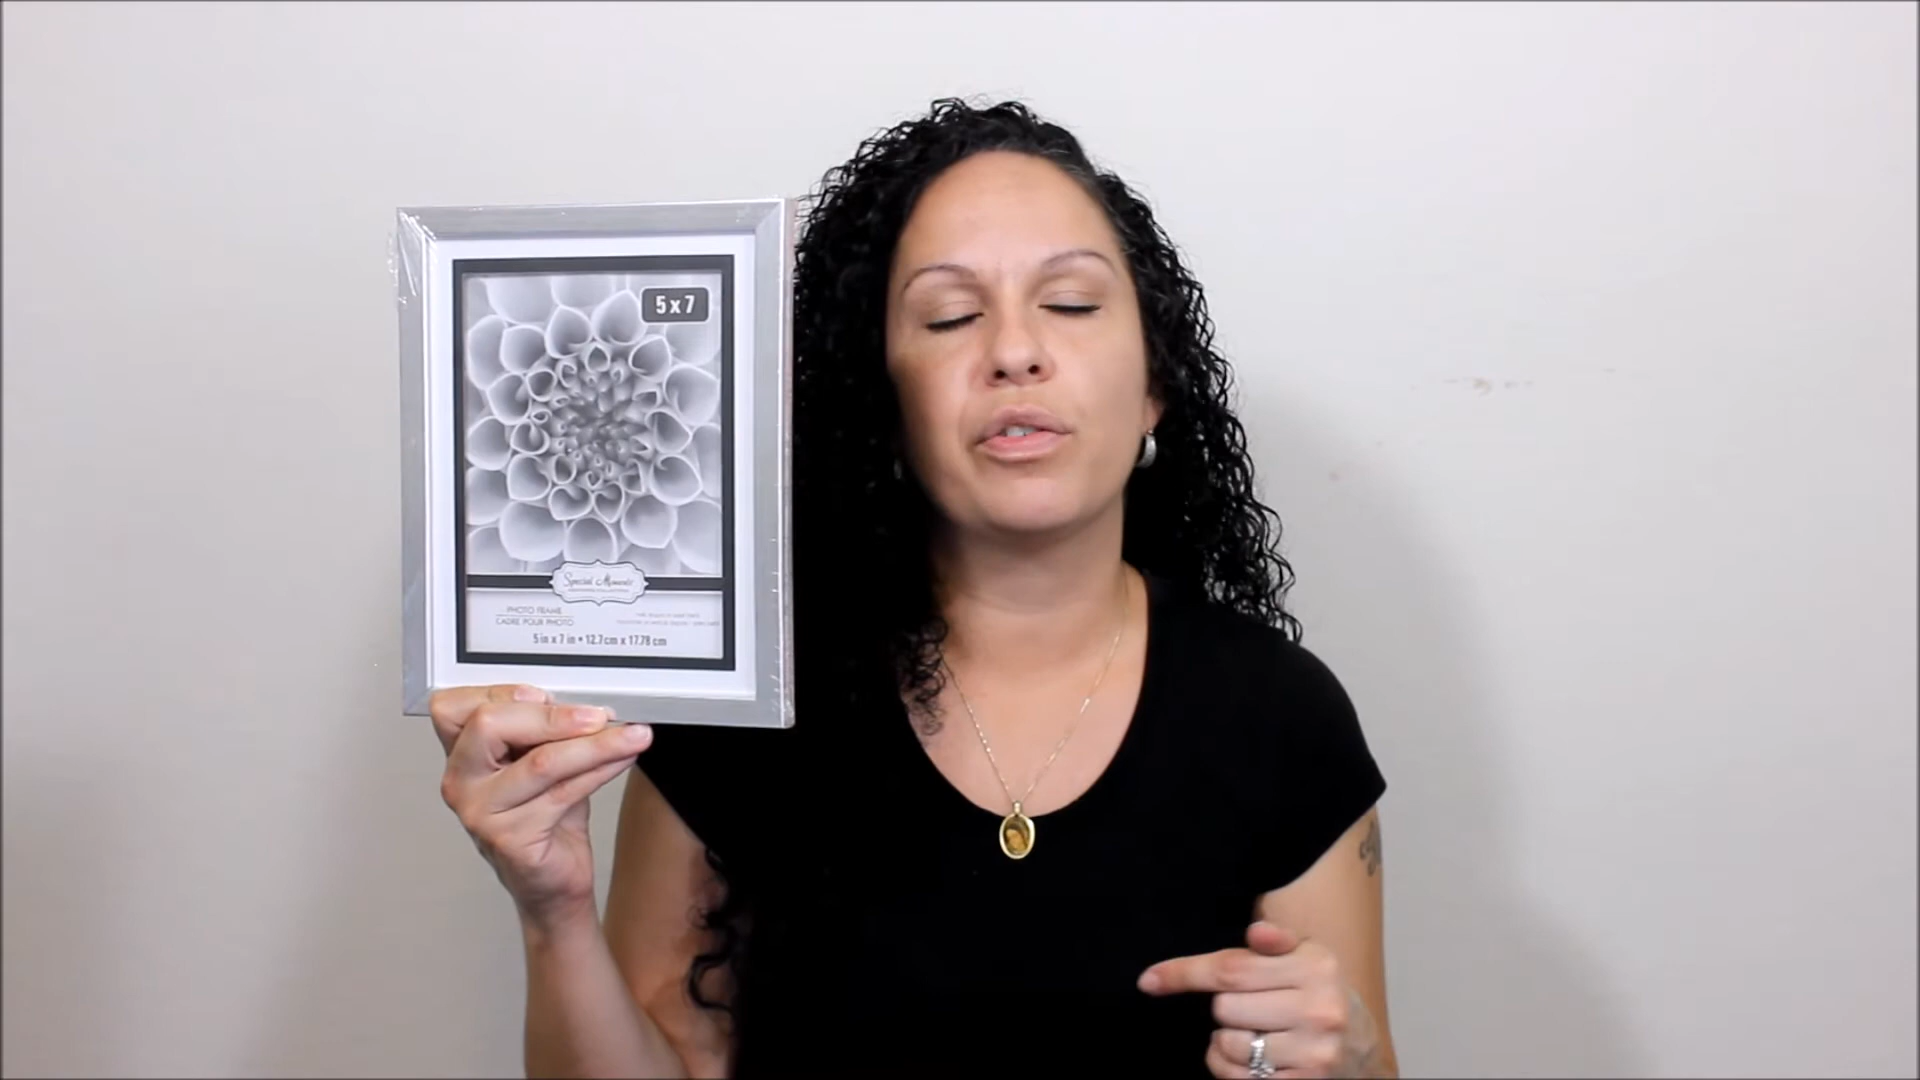 5 x 7
Special Moments
PHOTO FRAME
CADRE POUR PHOTO
5 in x 7 in • 12.7 cm x 17.78 cm